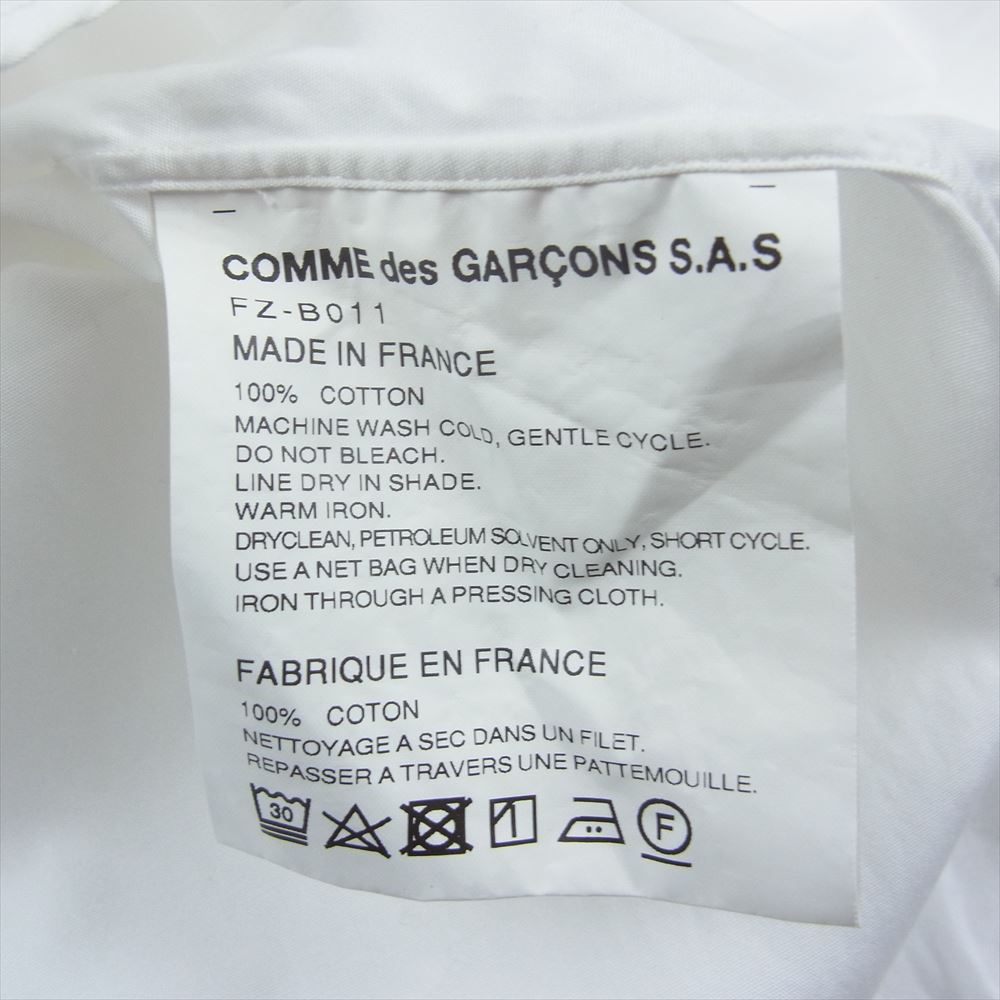 COMME des GARÇONS S.A.S
FZ-B011
MADE IN FRANCE
100% COTTON
MACHINE WASH COLD, GENTLE CYCLE.
DO NOT BLEACH.
LINE DRY IN SHADE.
WARM IRON.
DRYCLEAN, PETROLEUM SOLVENT ONLY, SHORT CYCLE.
USE A NET BAG WHEN DRY CLEANING.
IRON THROUGH A PRESSING CLOTH.
FABRIQUE EN FRANCE
100% COTON
NETTOYAGE A SEC DANS UN FILET.
REPASSER A TRAVERS UNE PATTEMOUILLE.
30 F